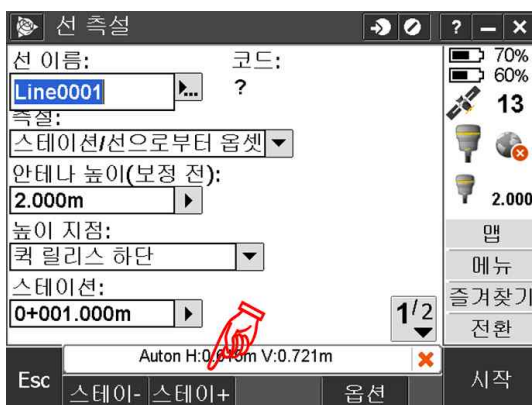 선 측설
? – ×
선 이름:
코드:
Line0001
?
측설:
스테이션/선으로부터 옵셋
안테나 높이(보정 전):
2.000m
높이 지점:
퀵 릴리스 하단
스테이션:
0+001.000m
1/2
70%
60%
13
2.000
맵
메뉴
즐겨찾기
전환
Auton H:0.616m V:0.721m
Esc
스테이-
스테이+
옵션
시작